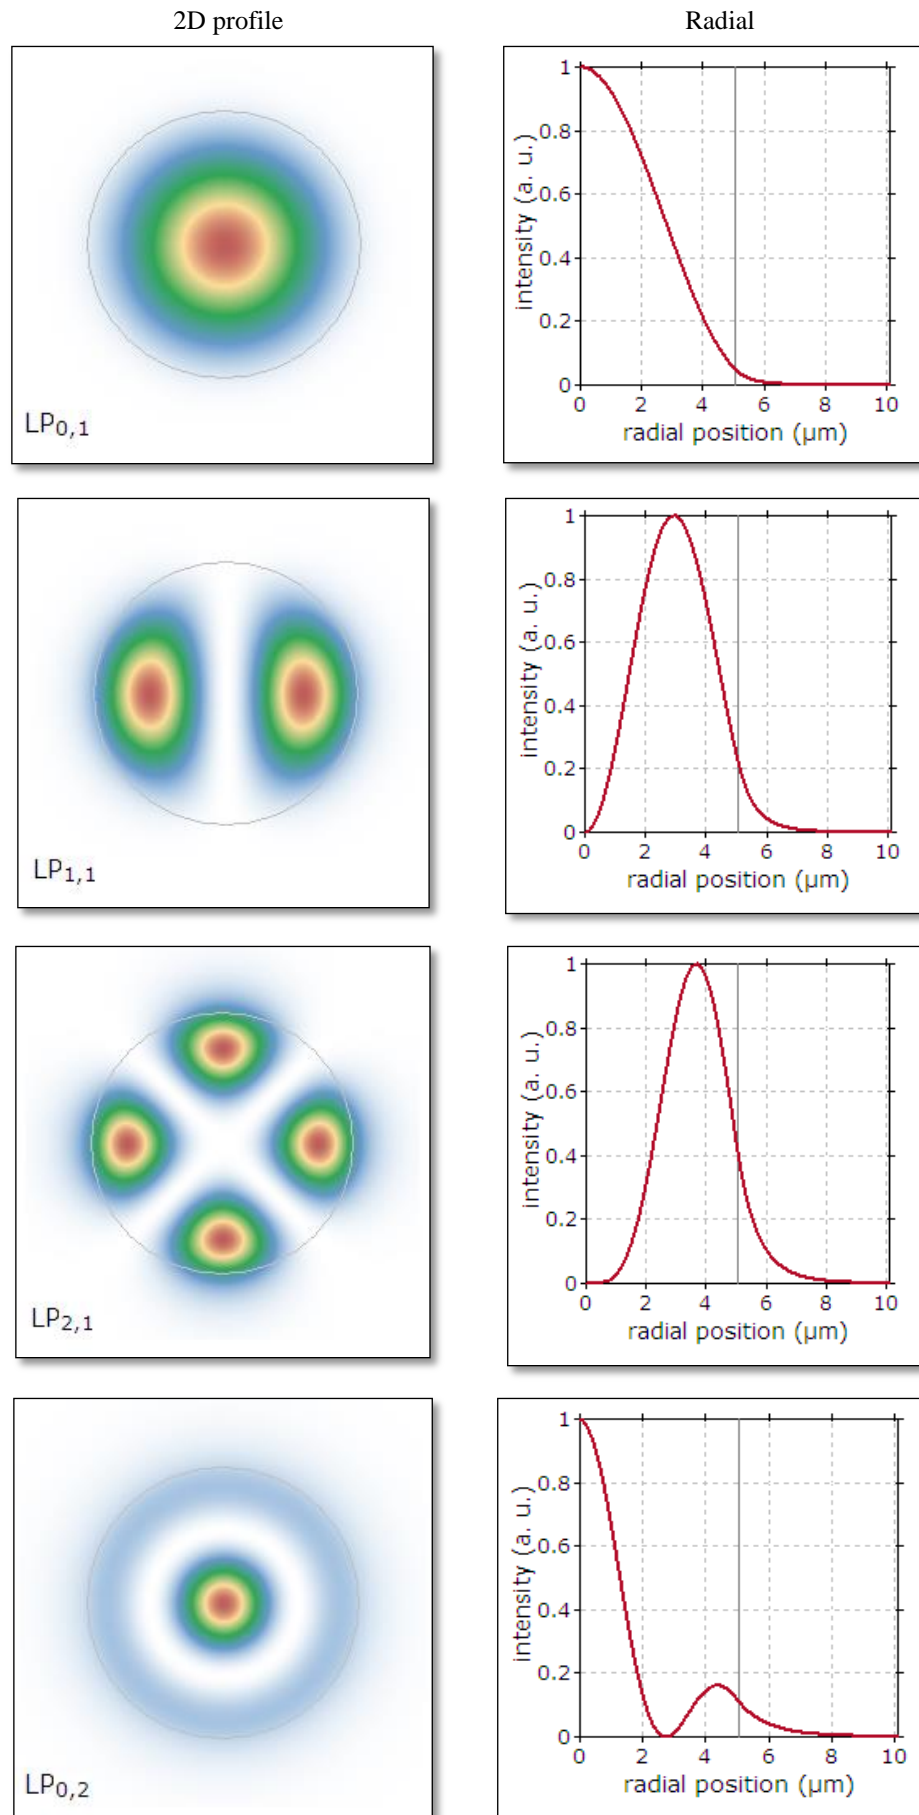 2D profile
Radial
LP0,1
intensity (a. u.)
1
0.8
0.6
0.4
0.2
0
0 2 4 6 8 10
radial position (µm)
LP1,1
intensity (a. u.)
1
0.8
0.6
0.4
0.2
0
0 2 4 6 8 10
radial position (µm)
LP2,1
intensity (a. u.)
1
0.8
0.6
0.4
0.2
0
0 2 4 6 8 10
radial position (µm)
LP0,2
intensity (a. u.)
1
0.8
0.6
0.4
0.2
0
0 2 4 6 8 10
radial position (µm)